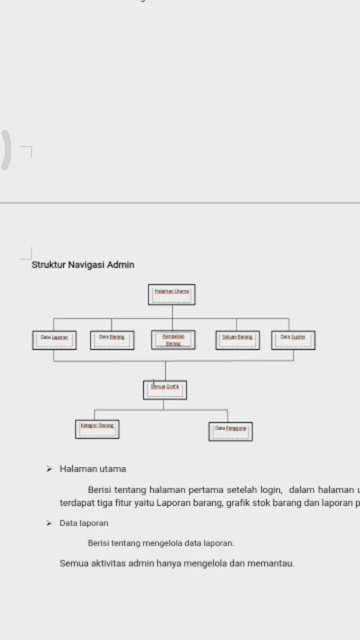 Struktur Navigasi Admin
Halaman Utama
Data Laporan
Data Barang
Pembelian
Barang
Satuan Barang
Data Suplier
Semua Grafik
Kategori Barang
Data Pengguna
➢ Halaman utama
Berisi tentang halaman pertama setelah login, dalam halaman u
terdapat tiga fitur yaitu Laporan barang, grafik stok barang dan laporan p
➢ Data laporan
Berisi tentang mengelola data laporan.
Semua aktivitas admin hanya mengelola dan memantau.